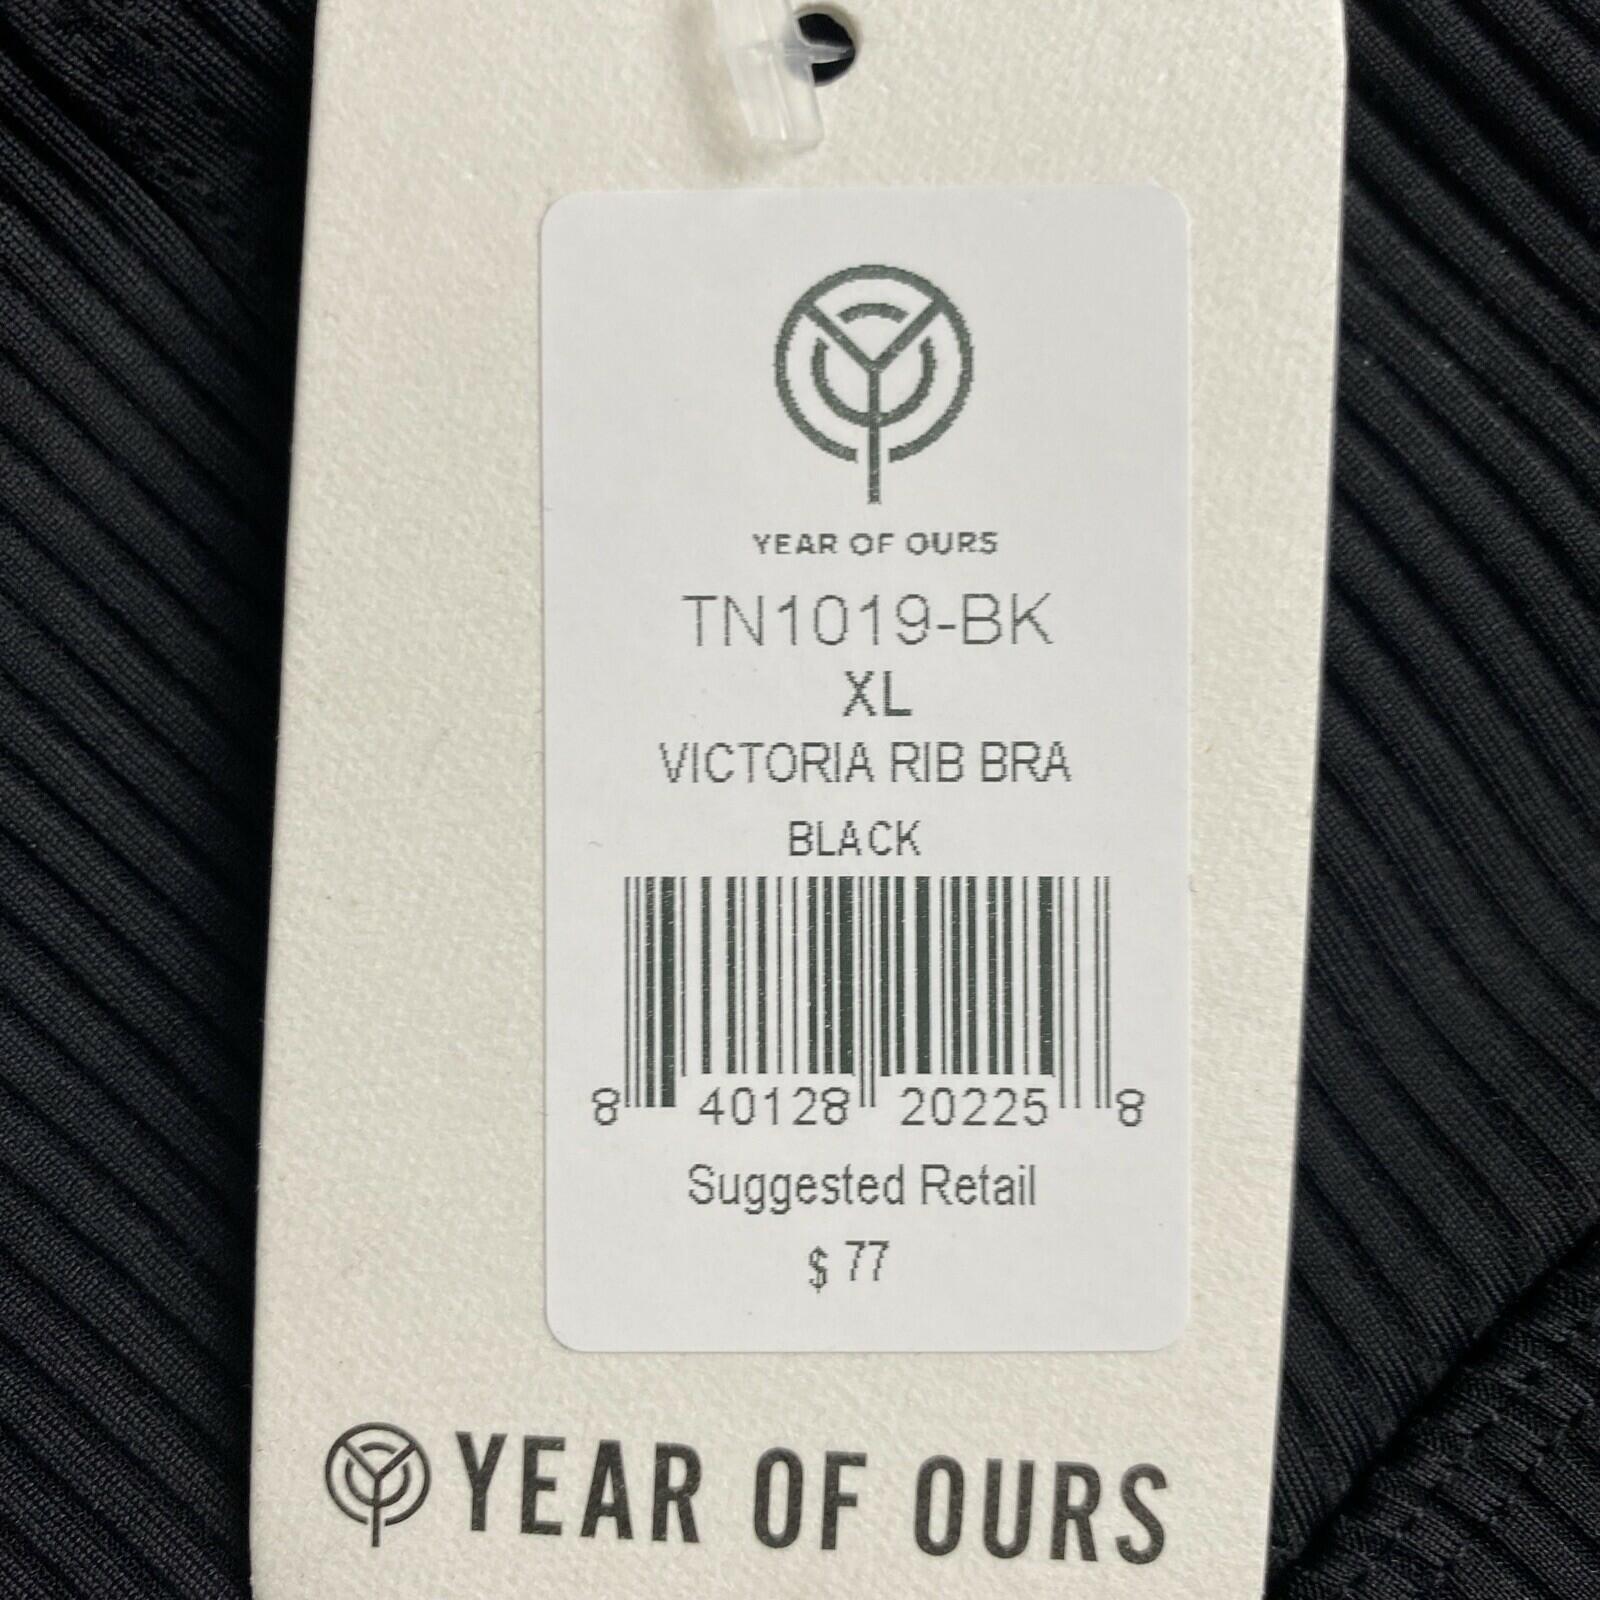 YEAR OF OURS
TN1019-BK
XL
VICTORIA RIB BRA
BLACK
8 40128 20225 8
Suggested Retail
$ 77
YEAR OF OURS